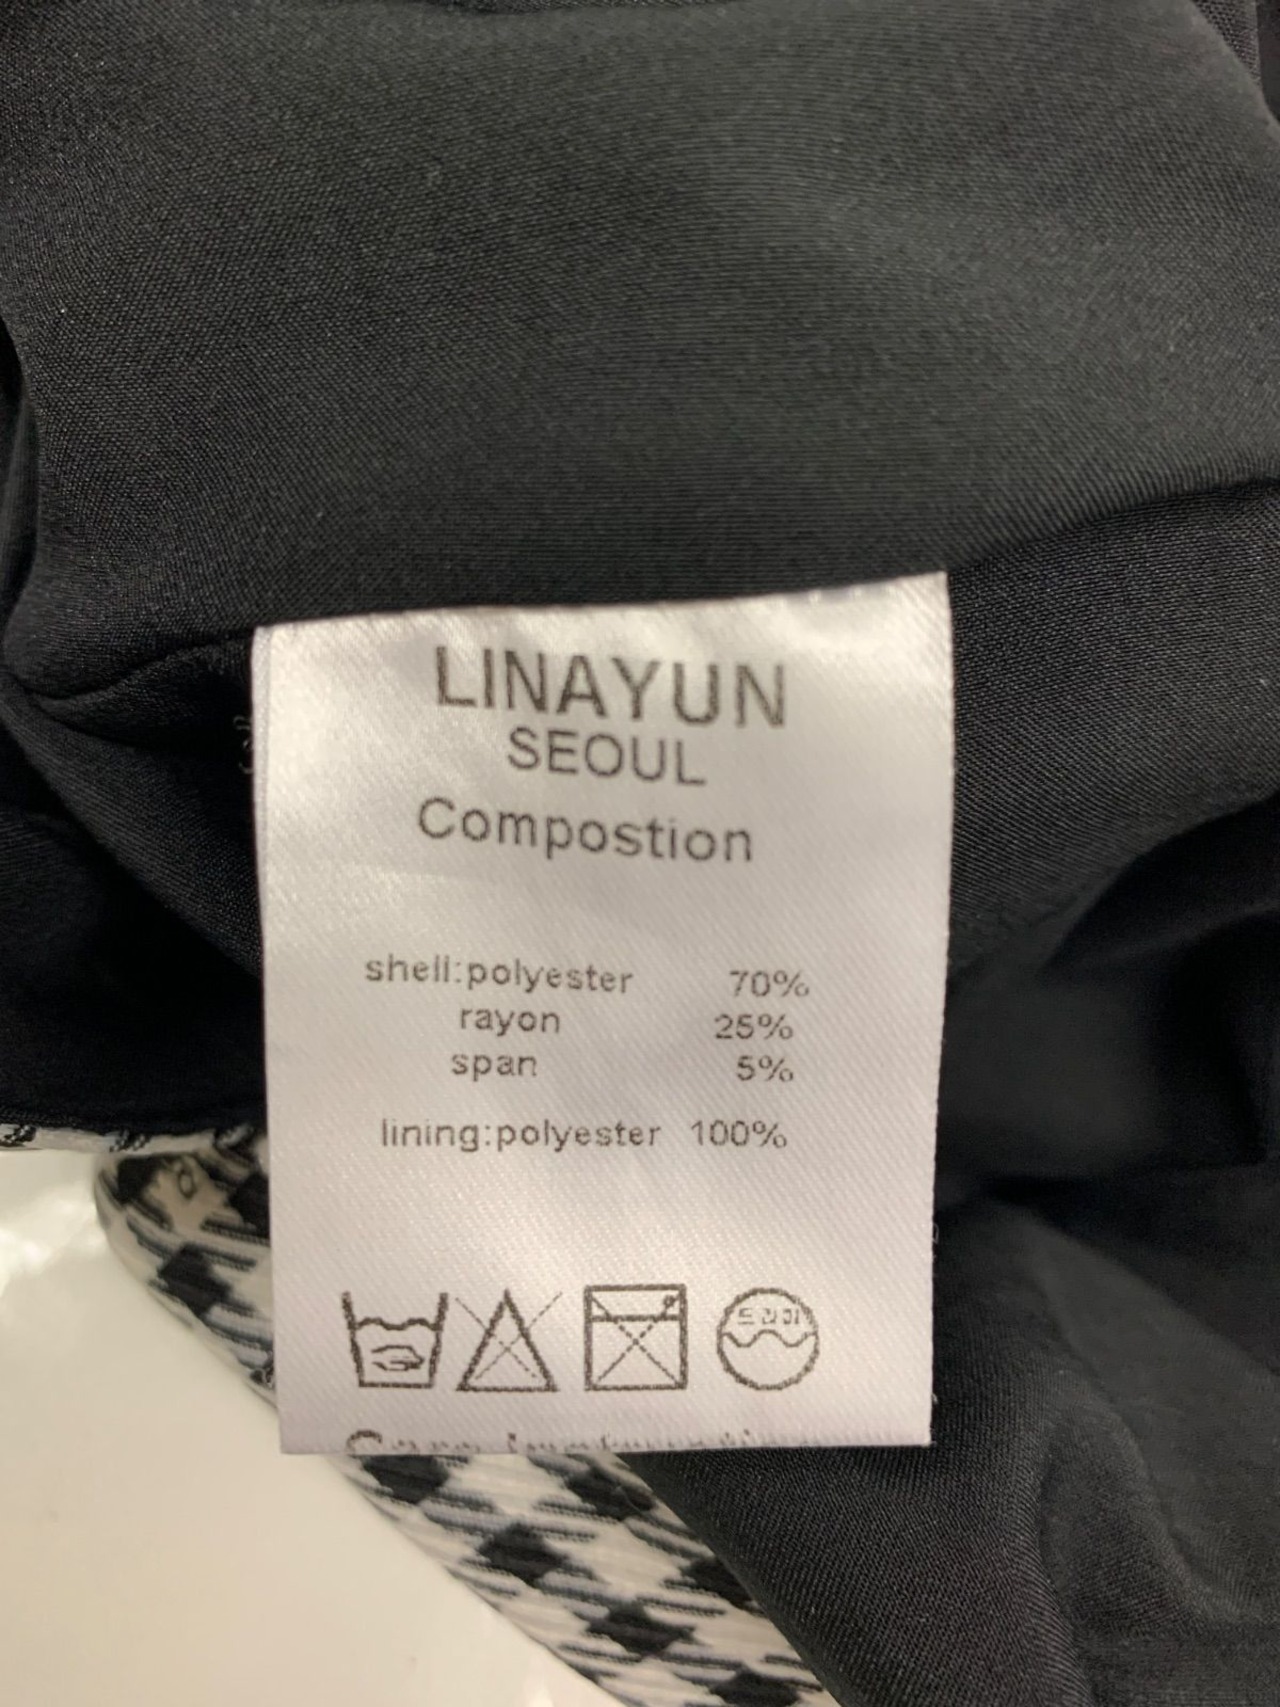 LINAYUN
SEOUL
Compostion
shell:polyester 70%
rayon 25%
span 5%
lining:polyester 100%
드라이